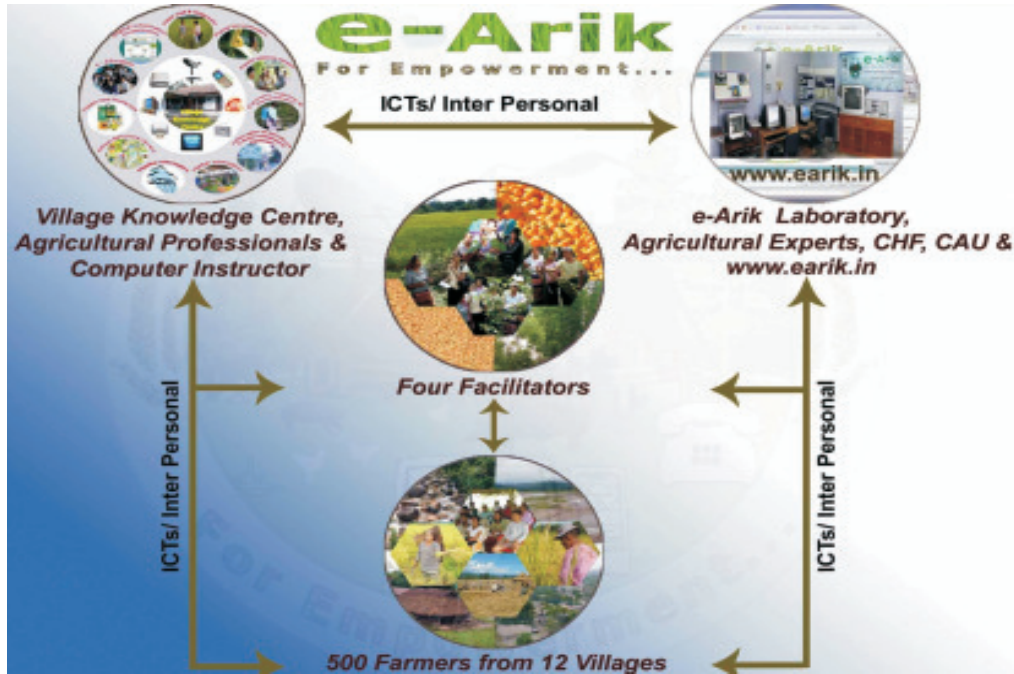 e-Arik
For Empowerment...
ICTs/ Inter Personal
www.earik.in
Village Knowledge Centre,
Agricultural Professionals &
Computer Instructor
e-Arik Laboratory,
Agricultural Experts, CHF, CAU &
www.earik.in
Four Facilitators
ICTs/ Inter Personal
ICTs/ Inter Personal
For Empowerment...
500 Farmers from 12 Villages